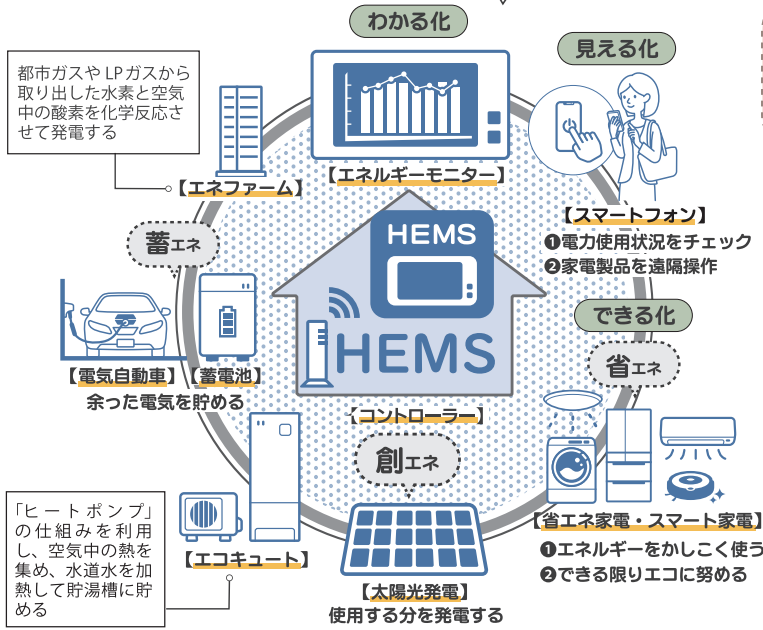 わかる化
見える化
都市ガスやLPガスから
取り出した水素と空気
中の酸素を化学反応さ
せて発電する
【エネファーム】
【エネルギーモニター】
【スマートフォン】
❶電力使用状況をチェック
❷家電製品を遠隔操作
蓄エネ
HEMS
HEMS
できる化
省エネ
【電気自動車】【蓄電池】
余った電気を貯める
【コントローラー】
創エネ
「ヒートポンプ」
の仕組みを利用
し、空気中の熱を
集め、水道水を加
熱して貯湯槽に貯
める
【エコキュート】
【太陽光発電】
使用する分を発電する
【省エネ家電・スマート家電】
❶エネルギーをかしこく使う
❷できる限りエコに努める